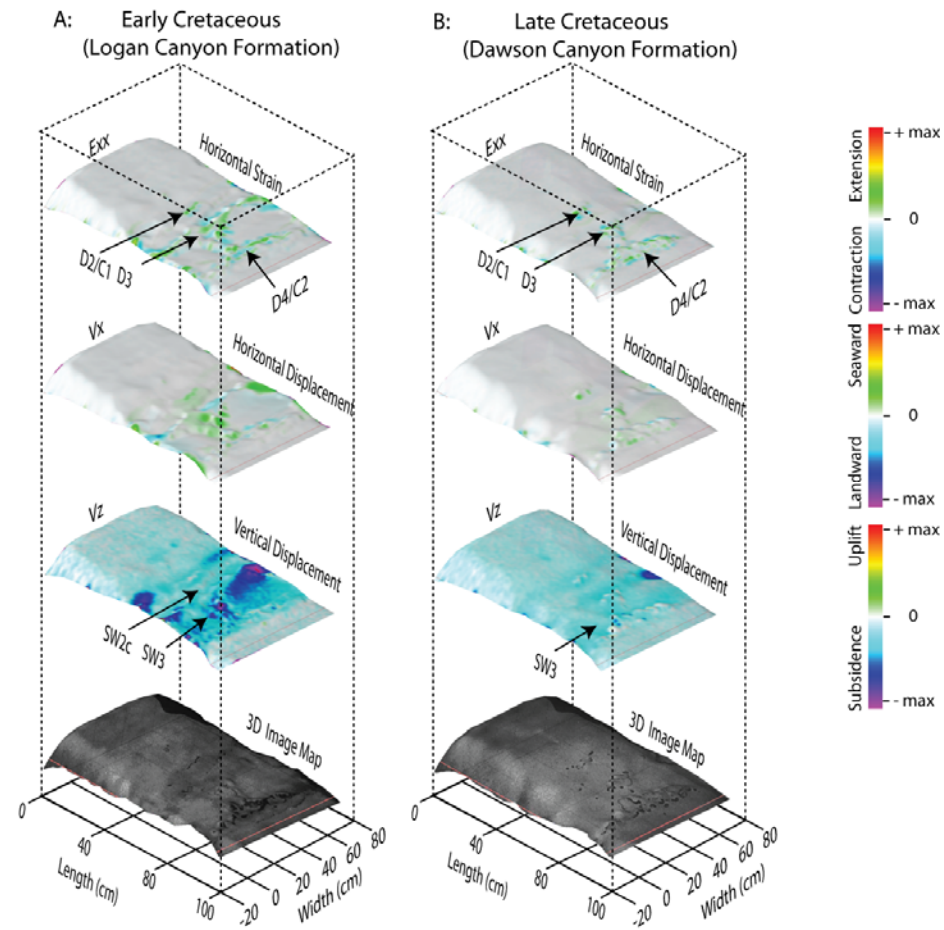 A:
Early Cretaceous
(Logan Canyon Formation)
B:
Late Cretaceous
(Dawson Canyon Formation)
Exx
Horizontal Strain
D2/C1
D3
D4/C2
Vx
Horizontal Displacement
Vz
Vertical Displacement
SW2c
SW3
3D Image Map
0
40
80
100
Length (cm)
-20
0
20
40
60
80
Width (cm)
Exx
Horizontal Strain
D2/C1
D3
D4/C2
Vx
Horizontal Displacement
Vz
Vertical Displacement
SW3
3D Image Map
0
40
80
100
Length (cm)
-20
0
20
40
60
80
Width (cm)
Extension
Contraction
+ max
0
- max
Seaward
Landward
+ max
0
- max
Uplift
Subsidence
+ max
0
- max